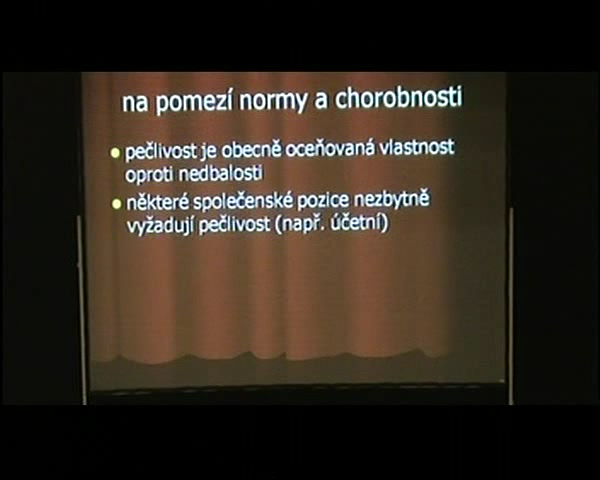 na pomezí normy a chorobnosti
pečlivost je obecně oceňovaná vlastnost
oproti nedbalosti
některé společenské pozice nezbytně
vyžadují pečlivost (např. účetní)